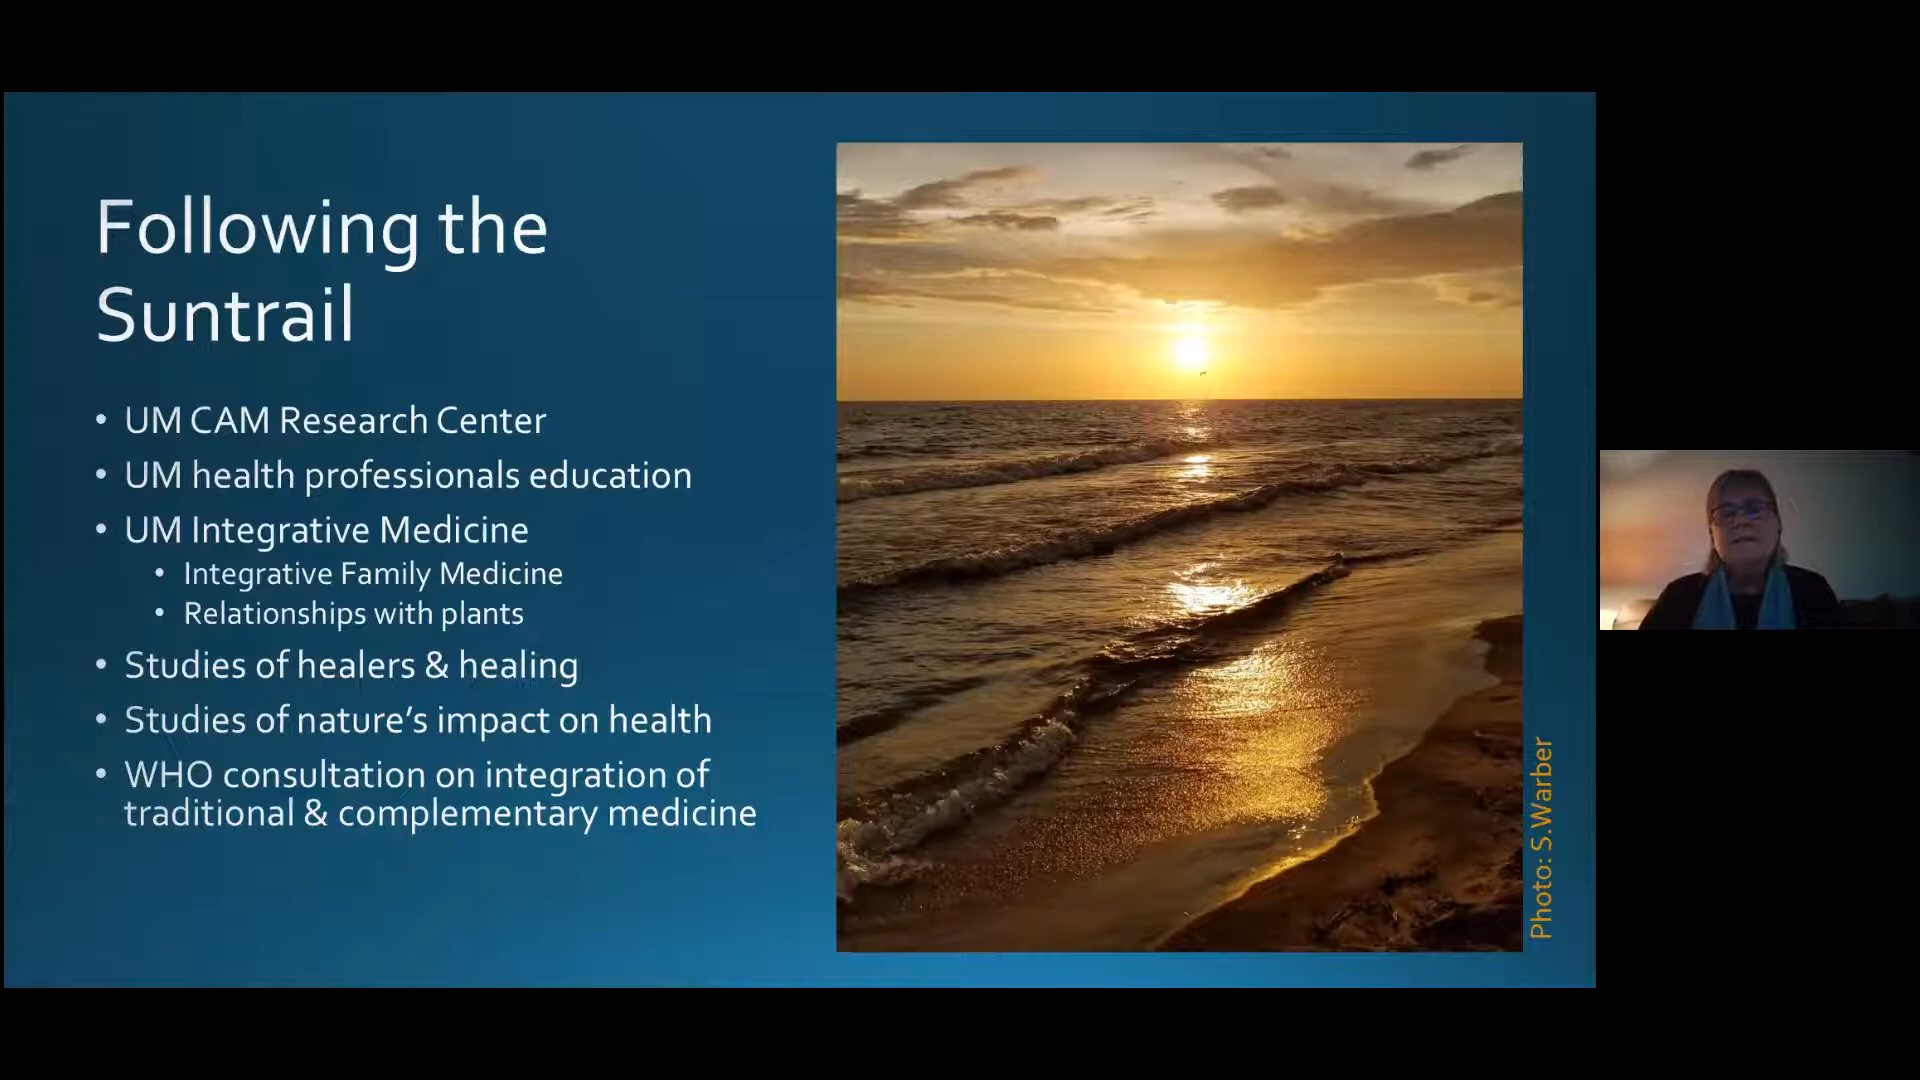 Following the
Suntrail
• UM CAM Research Center
• UM health professionals education
• UM Integrative Medicine
• Integrative Family Medicine
• Relationships with plants
• Studies of healers & healing
• Studies of nature's impact on health
• WHO consultation on integration of
traditional & complementary medicine
Photo: S.Warber